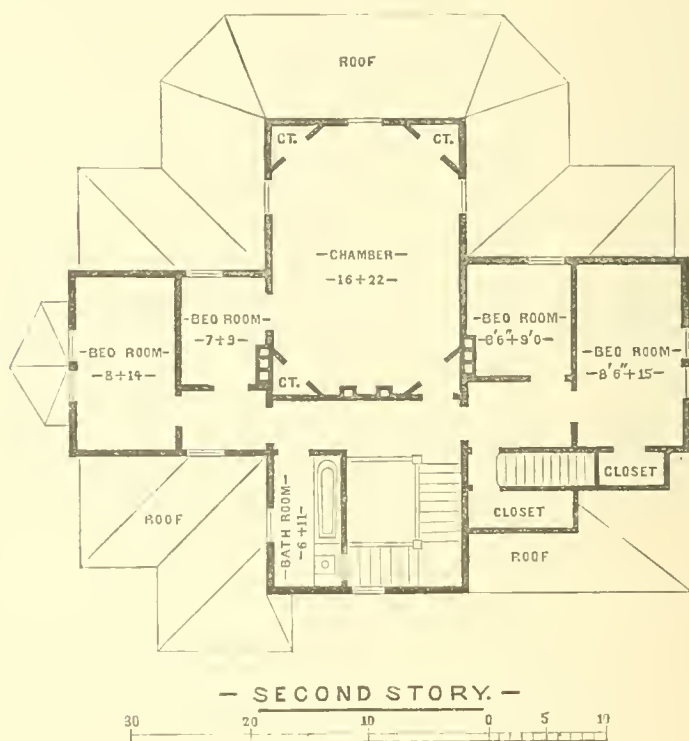 ROOF
CT.
CT.
—CHAMBER—
—16+22—
—BED ROOM—
—7+9—
—BED ROOM—
—8'6"+9'0—
—BED ROOM—
—8+14—
—BED ROOM—
—8'6"+15—
CT.
CLOSET
CLOSET
ROOF
—BATH ROOM—
—6+11—
ROOF
— SECOND STORY. —
30 20 10 0 5 10